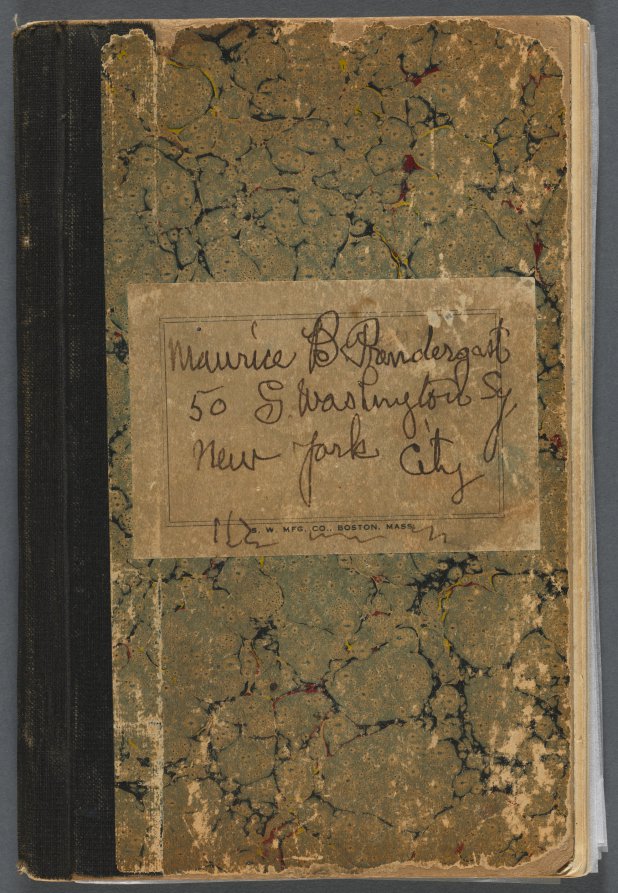 Maurice B. Prendergast
50 S. Washington Sq
New York City
S. W. MFG. CO., BOSTON, MASS.